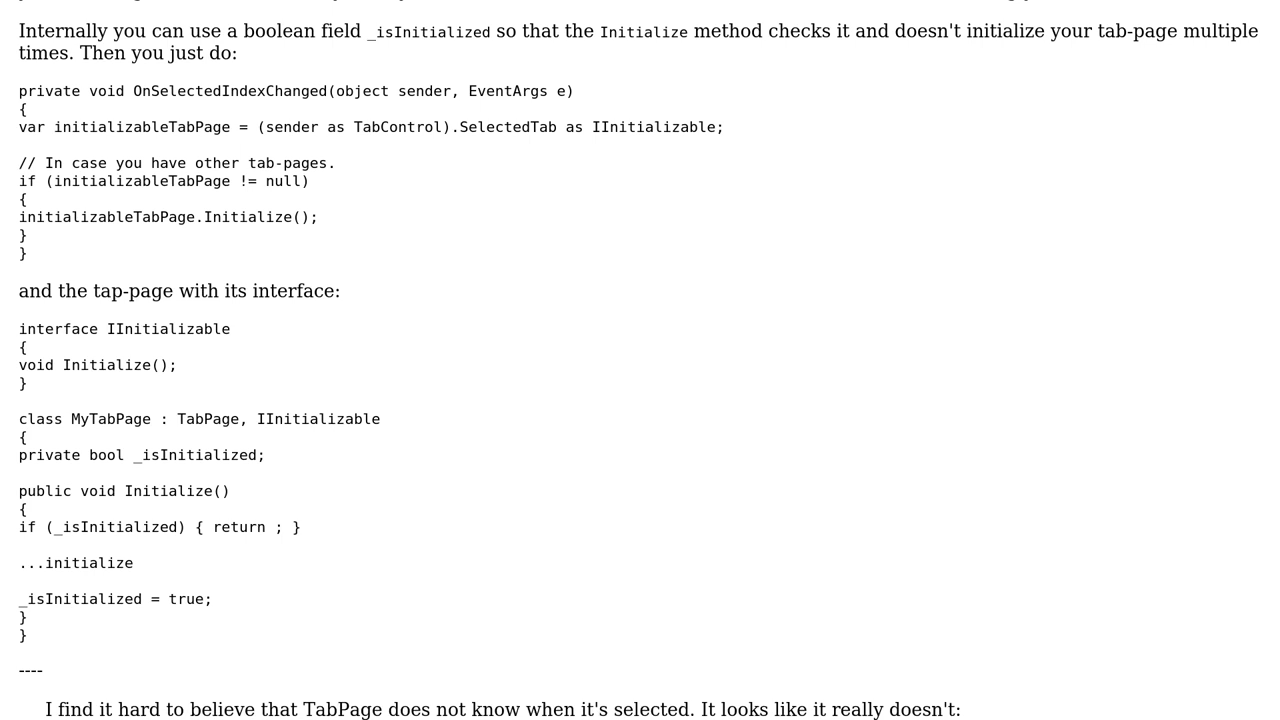 Internally you can use a boolean field _isInitialized so that the Initialize method checks it and doesn't initialize your tab-page multiple
times. Then you just do:
private void OnSelectedIndexChanged(object sender, EventArgs e)
{
var initializableTabPage = (sender as TabControl).SelectedTab as IInitializable;
// In case you have other tab-pages.
if (initializableTabPage != null)
{
initializableTabPage.Initialize();
}
}
and the tap-page with its interface:
interface IInitializable
{
void Initialize();
}
class MyTabPage : TabPage, IInitializable
{
private bool _isInitialized;
public void Initialize()
{
if (_isInitialized) { return ; }
...initialize
_isInitialized = true;
}
}
----
I find it hard to believe that TabPage does not know when it's selected. It looks like it really doesn't: